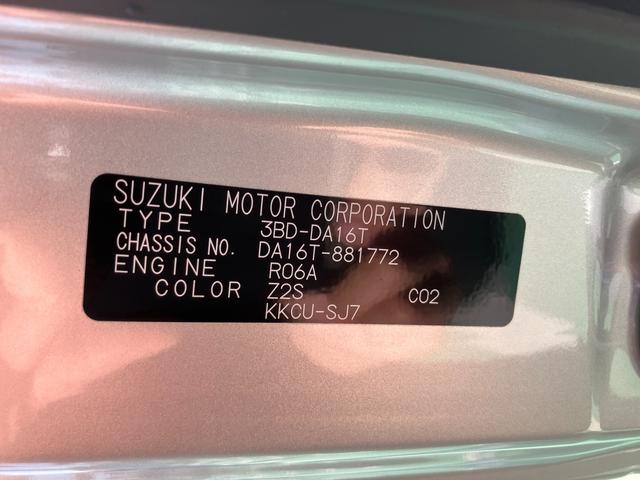 SUZUKI MOTOR CORPORATION
TYPE 3BD-DA16T
CHASSIS NO. DA16T-881772
ENGINE R06A
COLOR Z2S C02
KKCU-SJ7